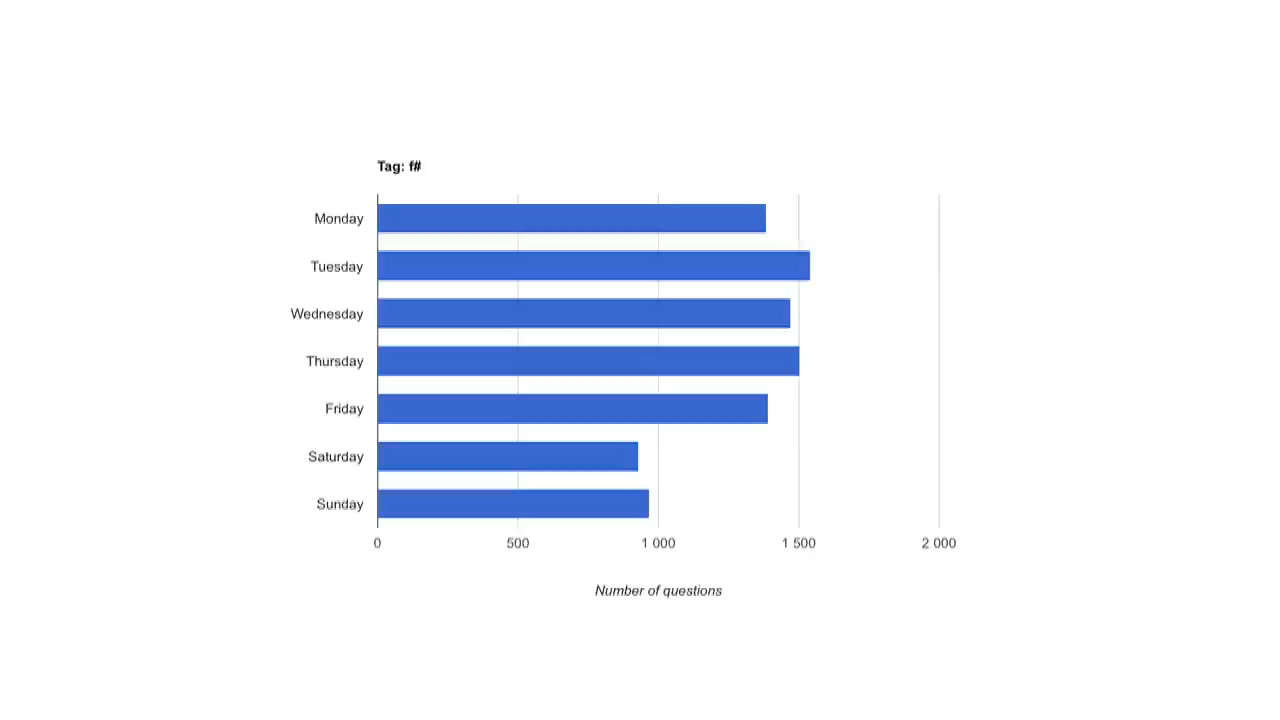 Tag: f#
Monday
Tuesday
Wednesday
Thursday
Friday
Saturday
Sunday
0 500 1 000 1 500 2 000
Number of questions